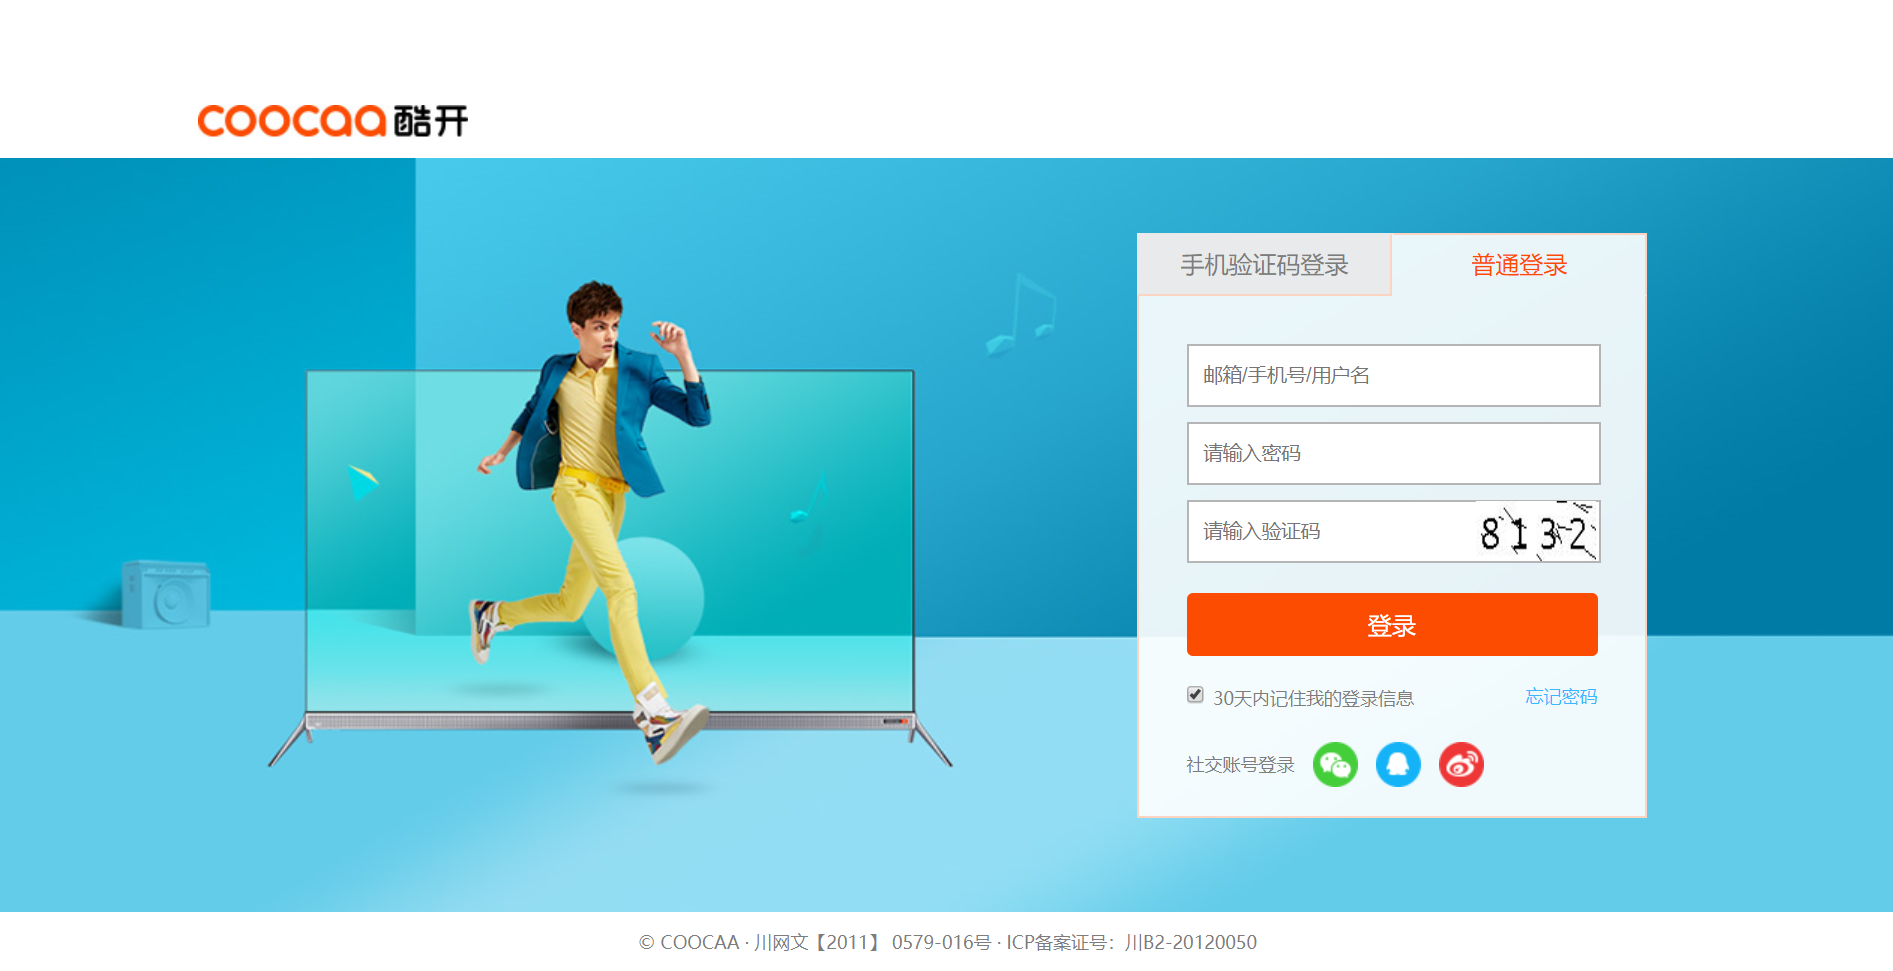 coocaa 酷开
手机验证码登录
普通登录
邮箱/手机号/用户名
请输入密码
请输入验证码
8132
登录
30天内记住我的登录信息
忘记密码
社交账号登录
© COOCAA · 川网文【2011】 0579-016号 · ICP备案证号：川B2-20120050